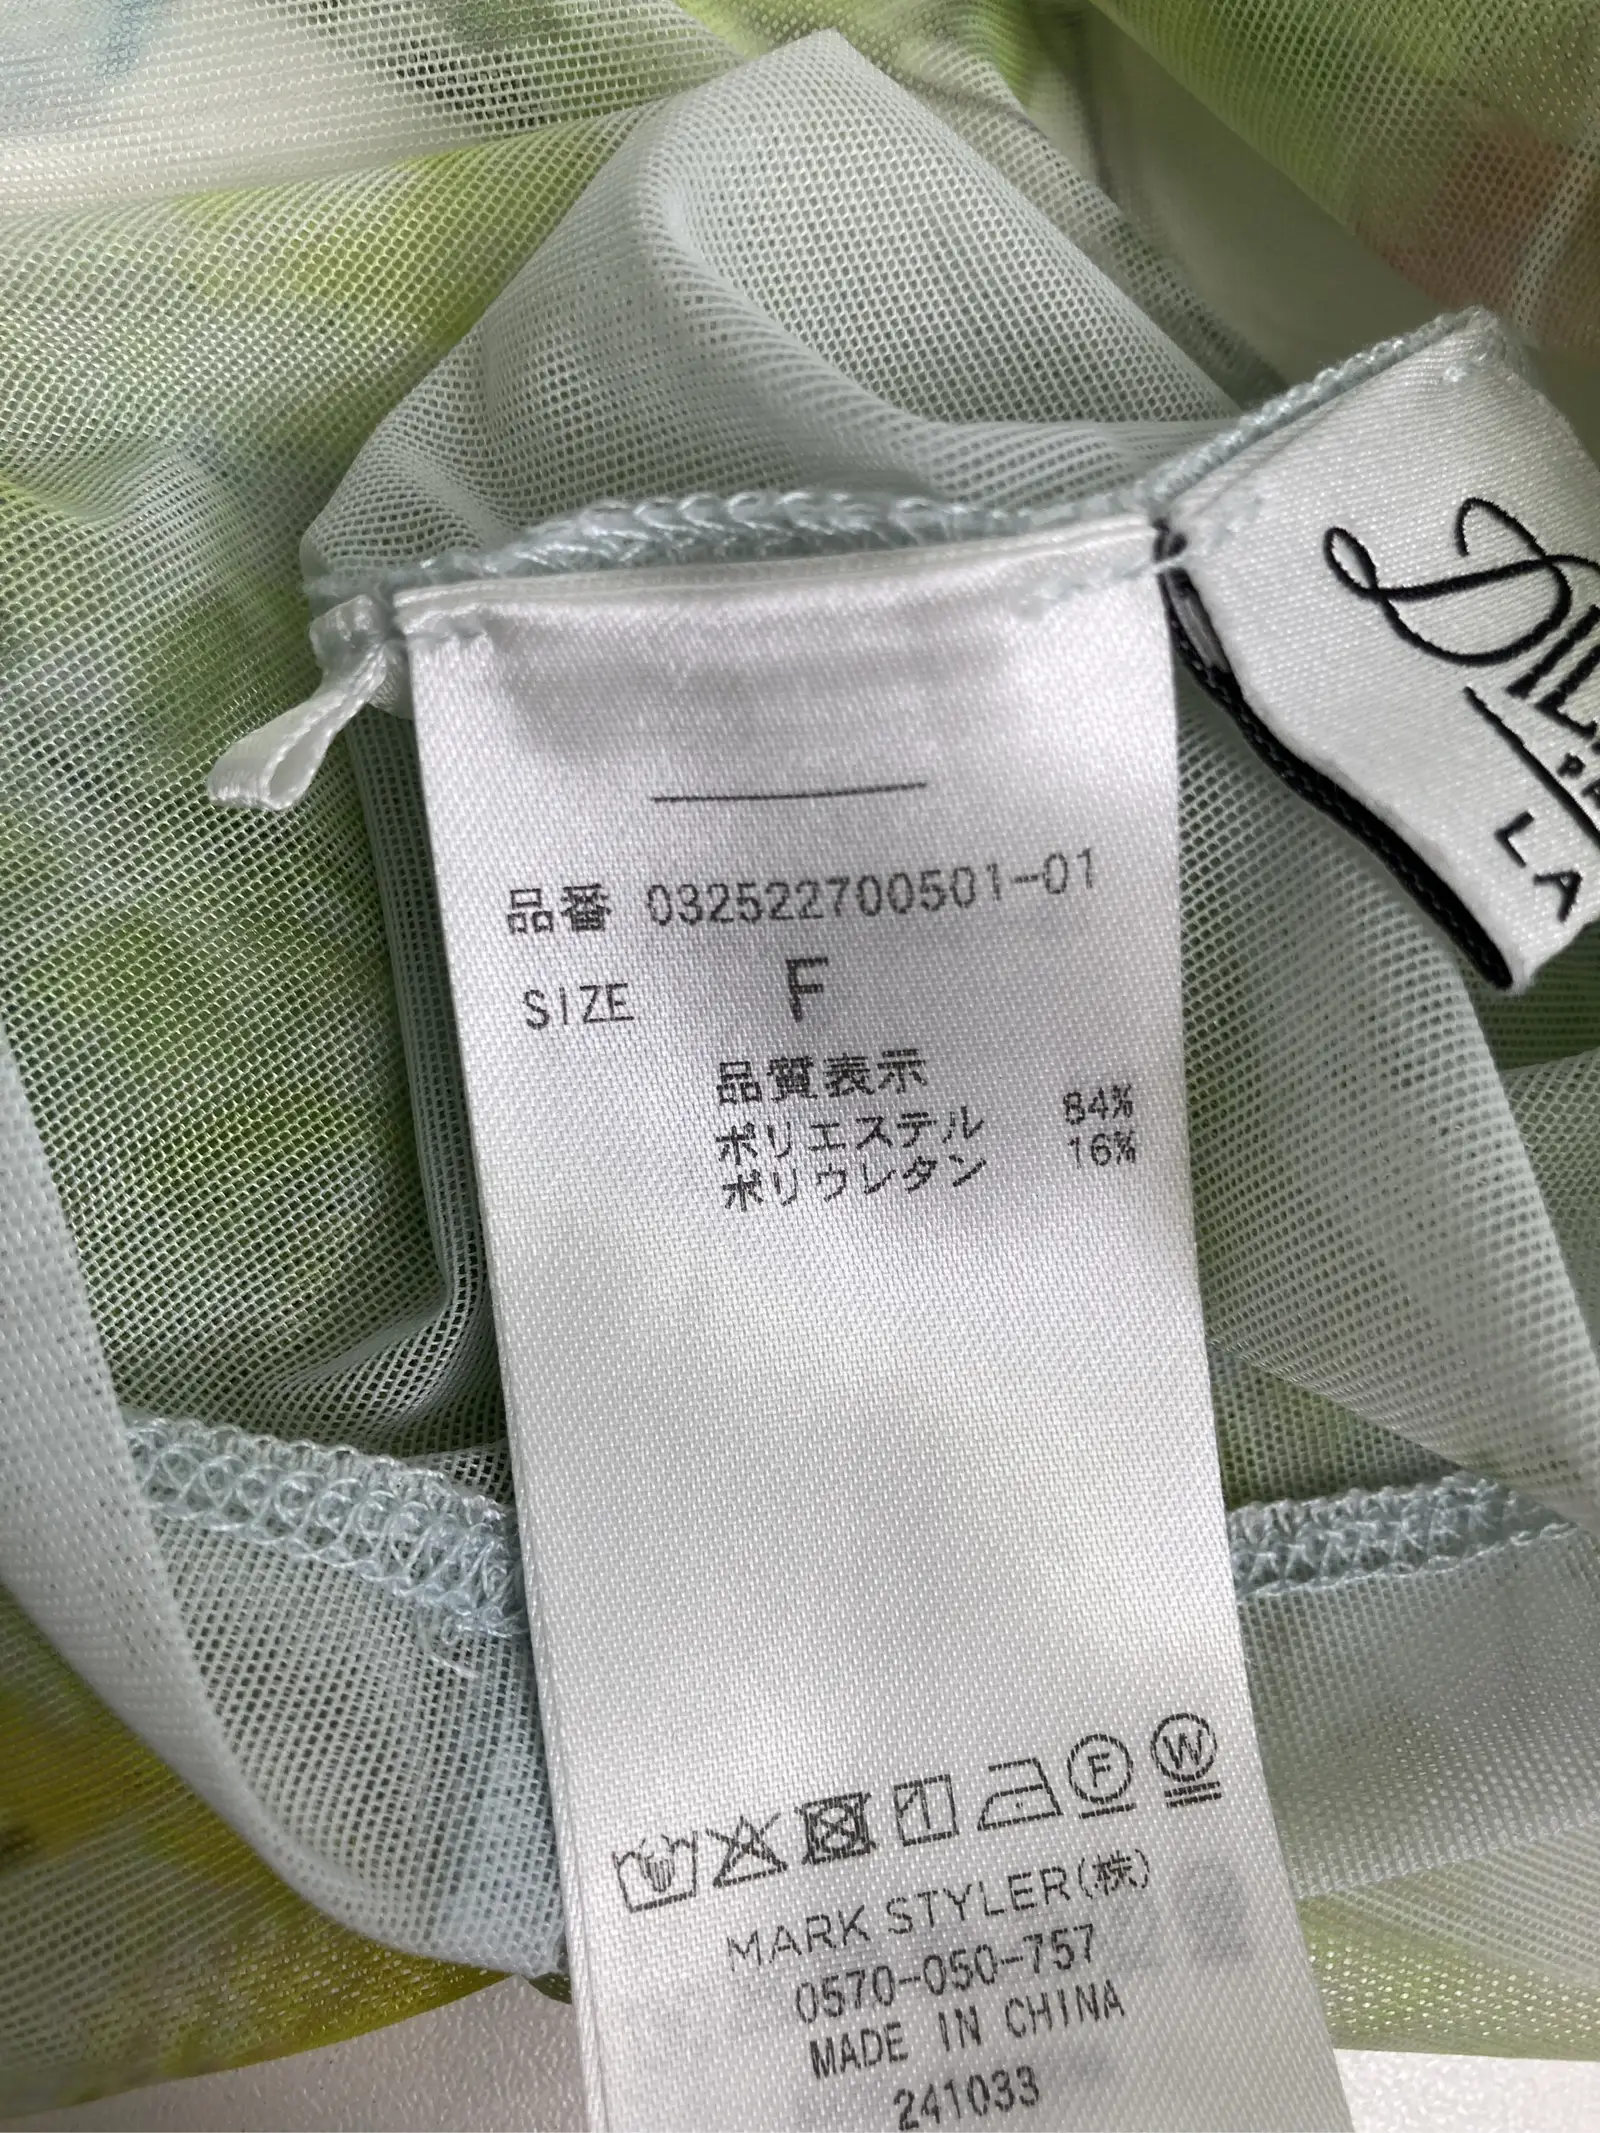 品番 032522700501-01
SIZE F
品質表示
ポリエステル 84%
ポリウレタン 16%
F W
MARK STYLER(株)
0570-050-757
MADE IN CHINA
241033
LA